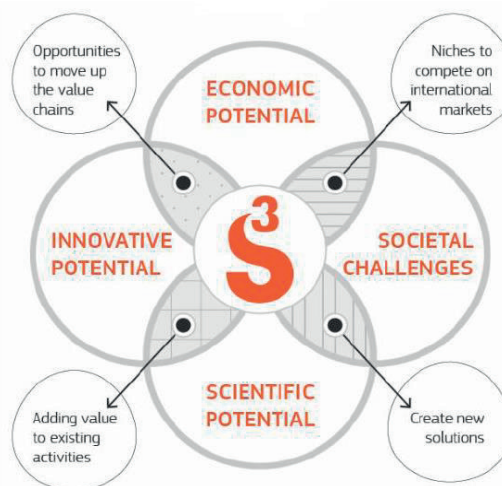 Opportunities
to move up
the value
chains
Niches to
compete on
international
markets
ECONOMIC
POTENTIAL
INNOVATIVE
POTENTIAL
S3
SOCIETAL
CHALLENGES
SCIENTIFIC
POTENTIAL
Adding value
to existing
activities
Create new
solutions